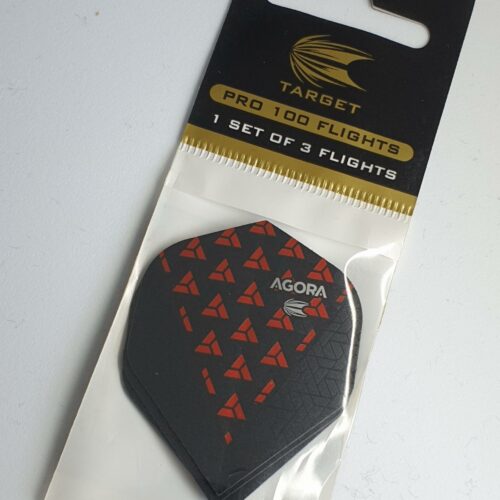 TARGET
PRO 100 FLIGHTS
1 SET OF 3 FLIGHTS
AGORA